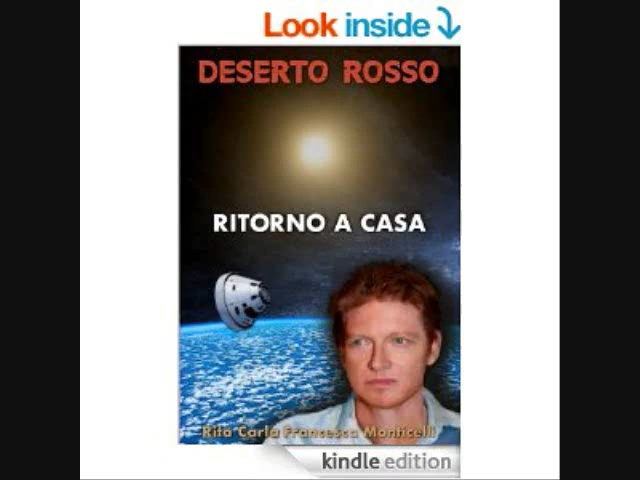 Look inside
DESERTO ROSSO
RITORNO A CASA
Rita Carla Francesca Monticelli
kindle edition